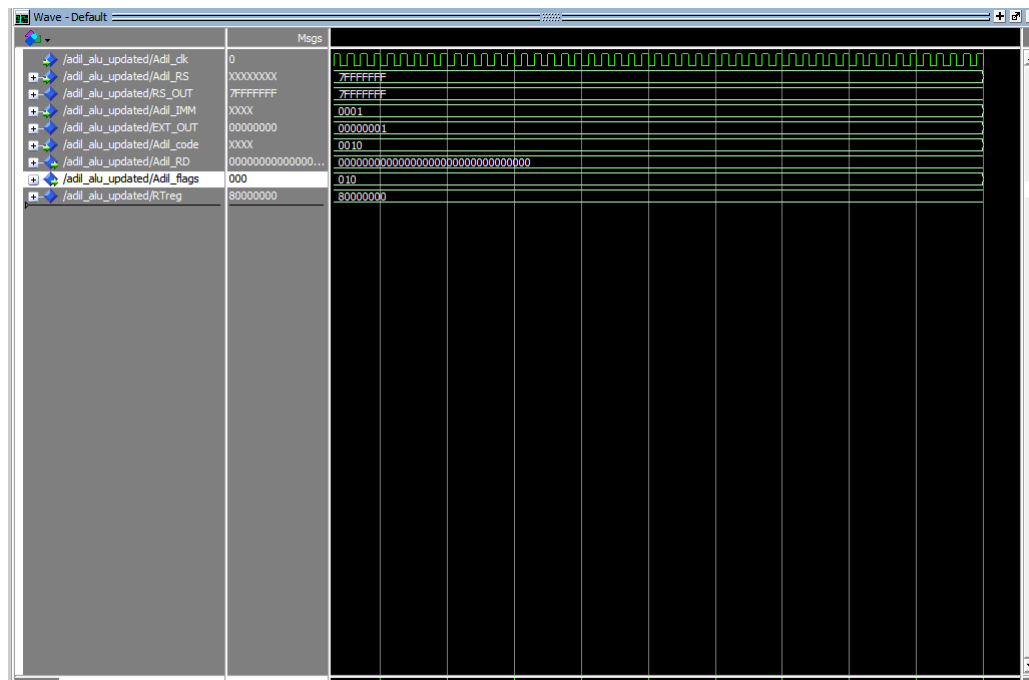 Wave - Default
Msgs
/adil_alu_updated/Adil_clk 0
/adil_alu_updated/Adil_RS XXXXXXXX 7FFFFFFF
/adil_alu_updated/RS_OUT 7FFFFFFF 7FFFFFFF
/adil_alu_updated/Adil_IMM XXXX 0001
/adil_alu_updated/EXT_OUT 00000000 00000001
/adil_alu_updated/Adil_code XXXX 0010
/adil_alu_updated/Adil_RD 00000000000000... 00000000000000000000000000000000
/adil_alu_updated/Adil_flags 000 010
/adil_alu_updated/RTreg 80000000 80000000